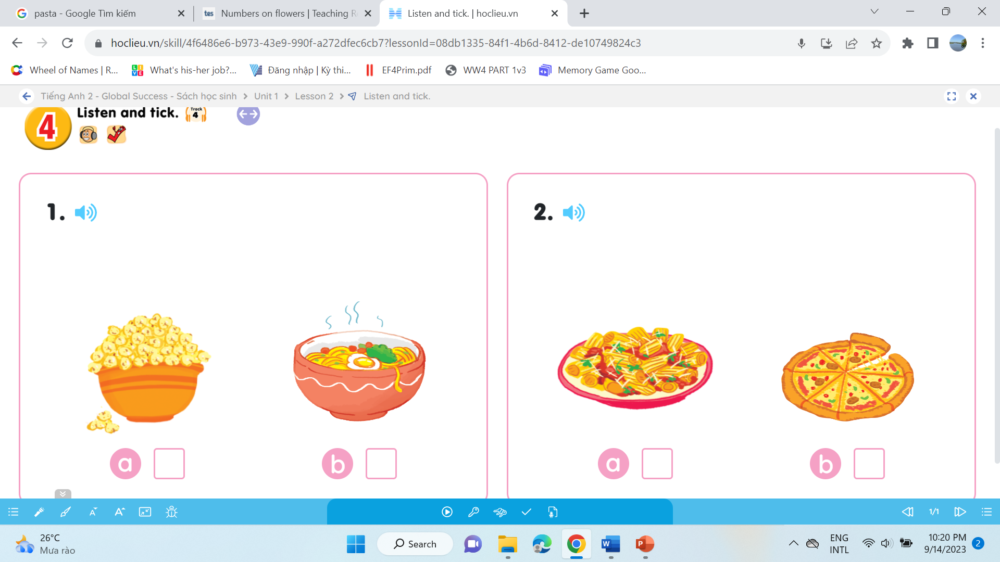 pasta - Google Tìm kiếm
tes Numbers on flowers | Teaching R
Listen and tick. | hoclieu.vn
hoclieu.vn/skill/4f6486e6-b973-43e9-990f-a272dfec6cb7?lessonId=08db1335-84f1-4b6d-8412-de10749824c3
Wheel of Names | R...
LIVE What's his-her job?...
Đăng nhập | Kỳ thi...
EF4Prim.pdf
WW4 PART 1v3
Memory Game Goo...
Tiếng Anh 2 - Global Success - Sách học sinh
Unit 1
Lesson 2
Listen and tick.
4 Listen and tick. Track 4
1.
2.
a
b
a
b
A A
1/1
26°C
Mưa rào
Search
W
P
ENG
INTL
10:20 PM
9/14/2023
2